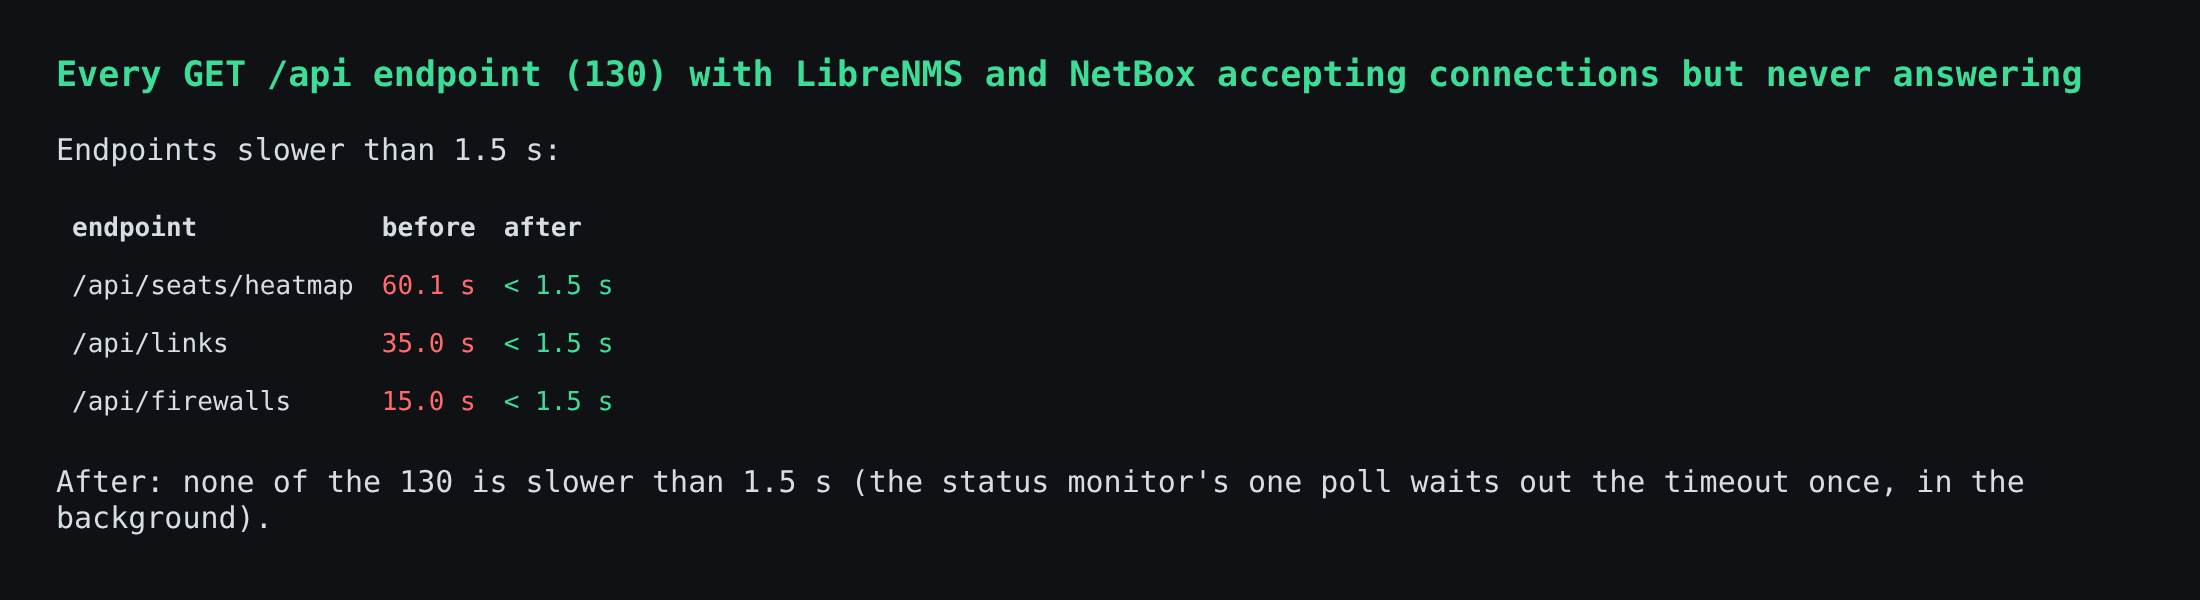 Every GET /api endpoint (130) with LibreNMS and NetBox accepting connections but never answering
Endpoints slower than 1.5 s:
endpoint before after
/api/seats/heatmap 60.1 s < 1.5 s
/api/links 35.0 s < 1.5 s
/api/firewalls 15.0 s < 1.5 s
After: none of the 130 is slower than 1.5 s (the status monitor's one poll waits out the timeout once, in the
background).